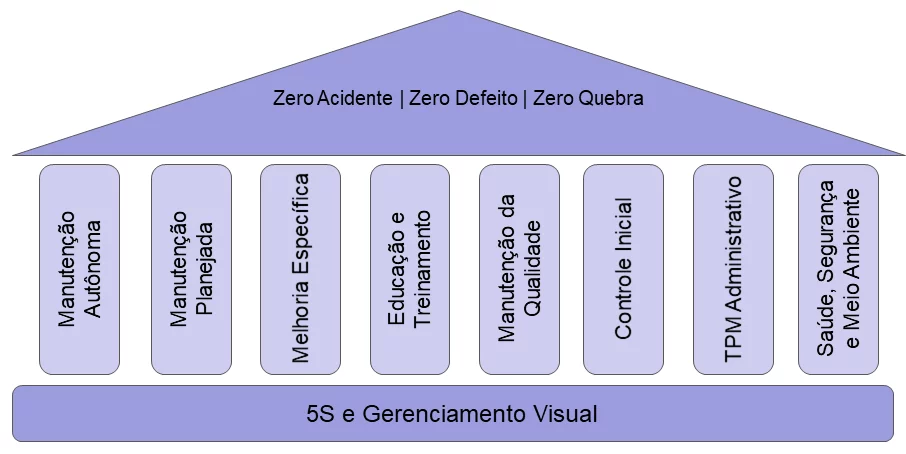 Zero Acidente | Zero Defeito | Zero Quebra
Manutenção
Autônoma
Manutenção
Planejada
Melhoria Específica
Educação e
Treinamento
Manutenção da
Qualidade
Controle Inicial
TPM Administrativo
Saúde, Segurança
e Meio Ambiente
5S e Gerenciamento Visual